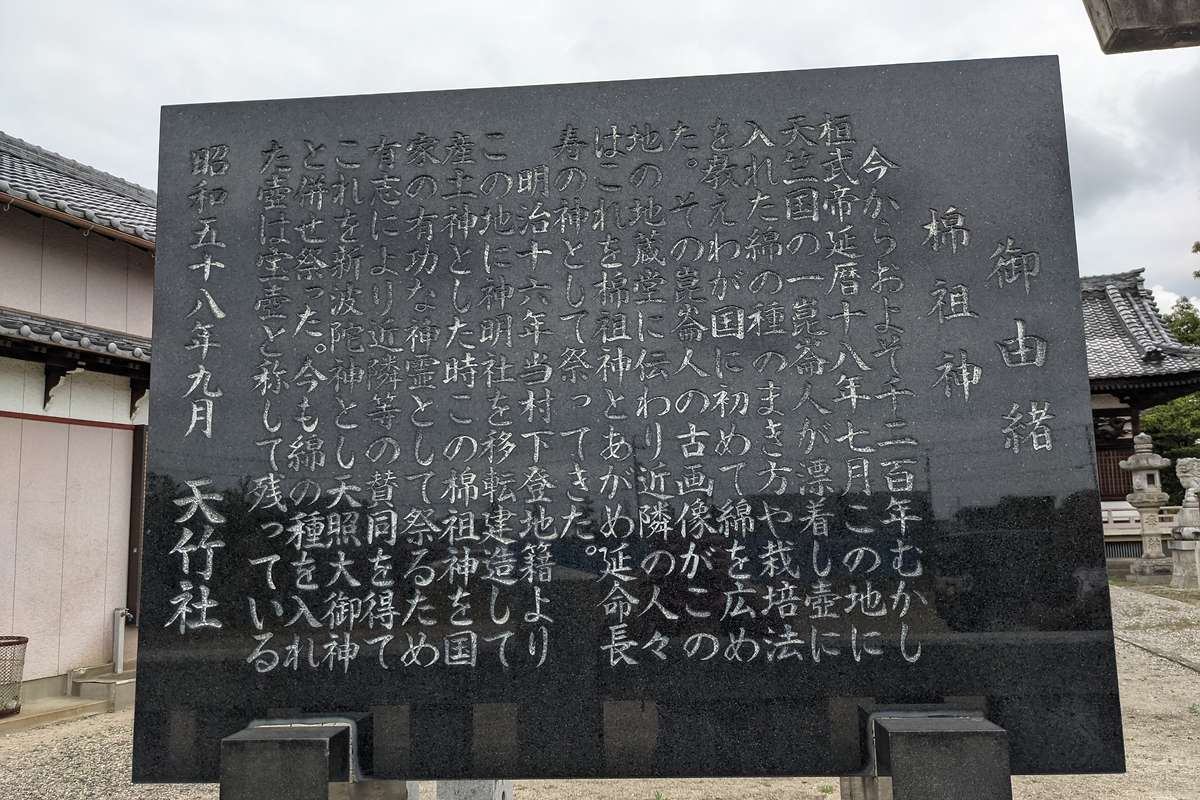 御由緒
棉祖神
今からおよそ千二百年むかし
桓武帝延暦十八年七月この地に
天竺国の一崑崙人が漂着し壷に
入れた綿の種のまき方や栽培法
を教えわが国に初めて綿を広め
た。その崑崙人の古画像がこの
地の地蔵堂に伝わり近隣の人々
はこれを棉祖神とあがめ延命長
寿の神として祭ってきた。
明治十六年当村下登地籍より
この地に神明社を移転建造して
産土神とした時この棉祖神を国
家の有功な神霊として祭るため
有志により近隣等の賛同を得て
これを新波陀神とし天照大御神
と併せ祭った。今も綿の種を入れ
た壷は宝壷と称して残っている
昭和五十八年九月 天竹社